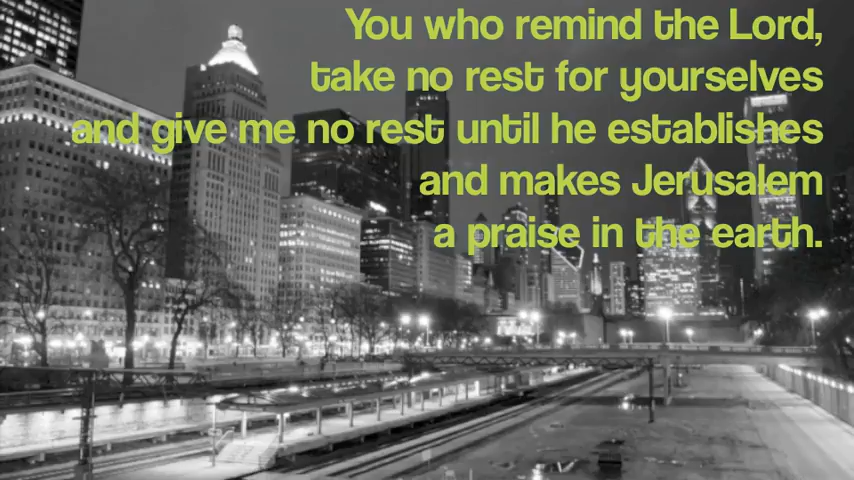 You who remind the Lord,
take no rest for yourselves
and give me no rest until he establishes
and makes Jerusalem
a praise in the earth.